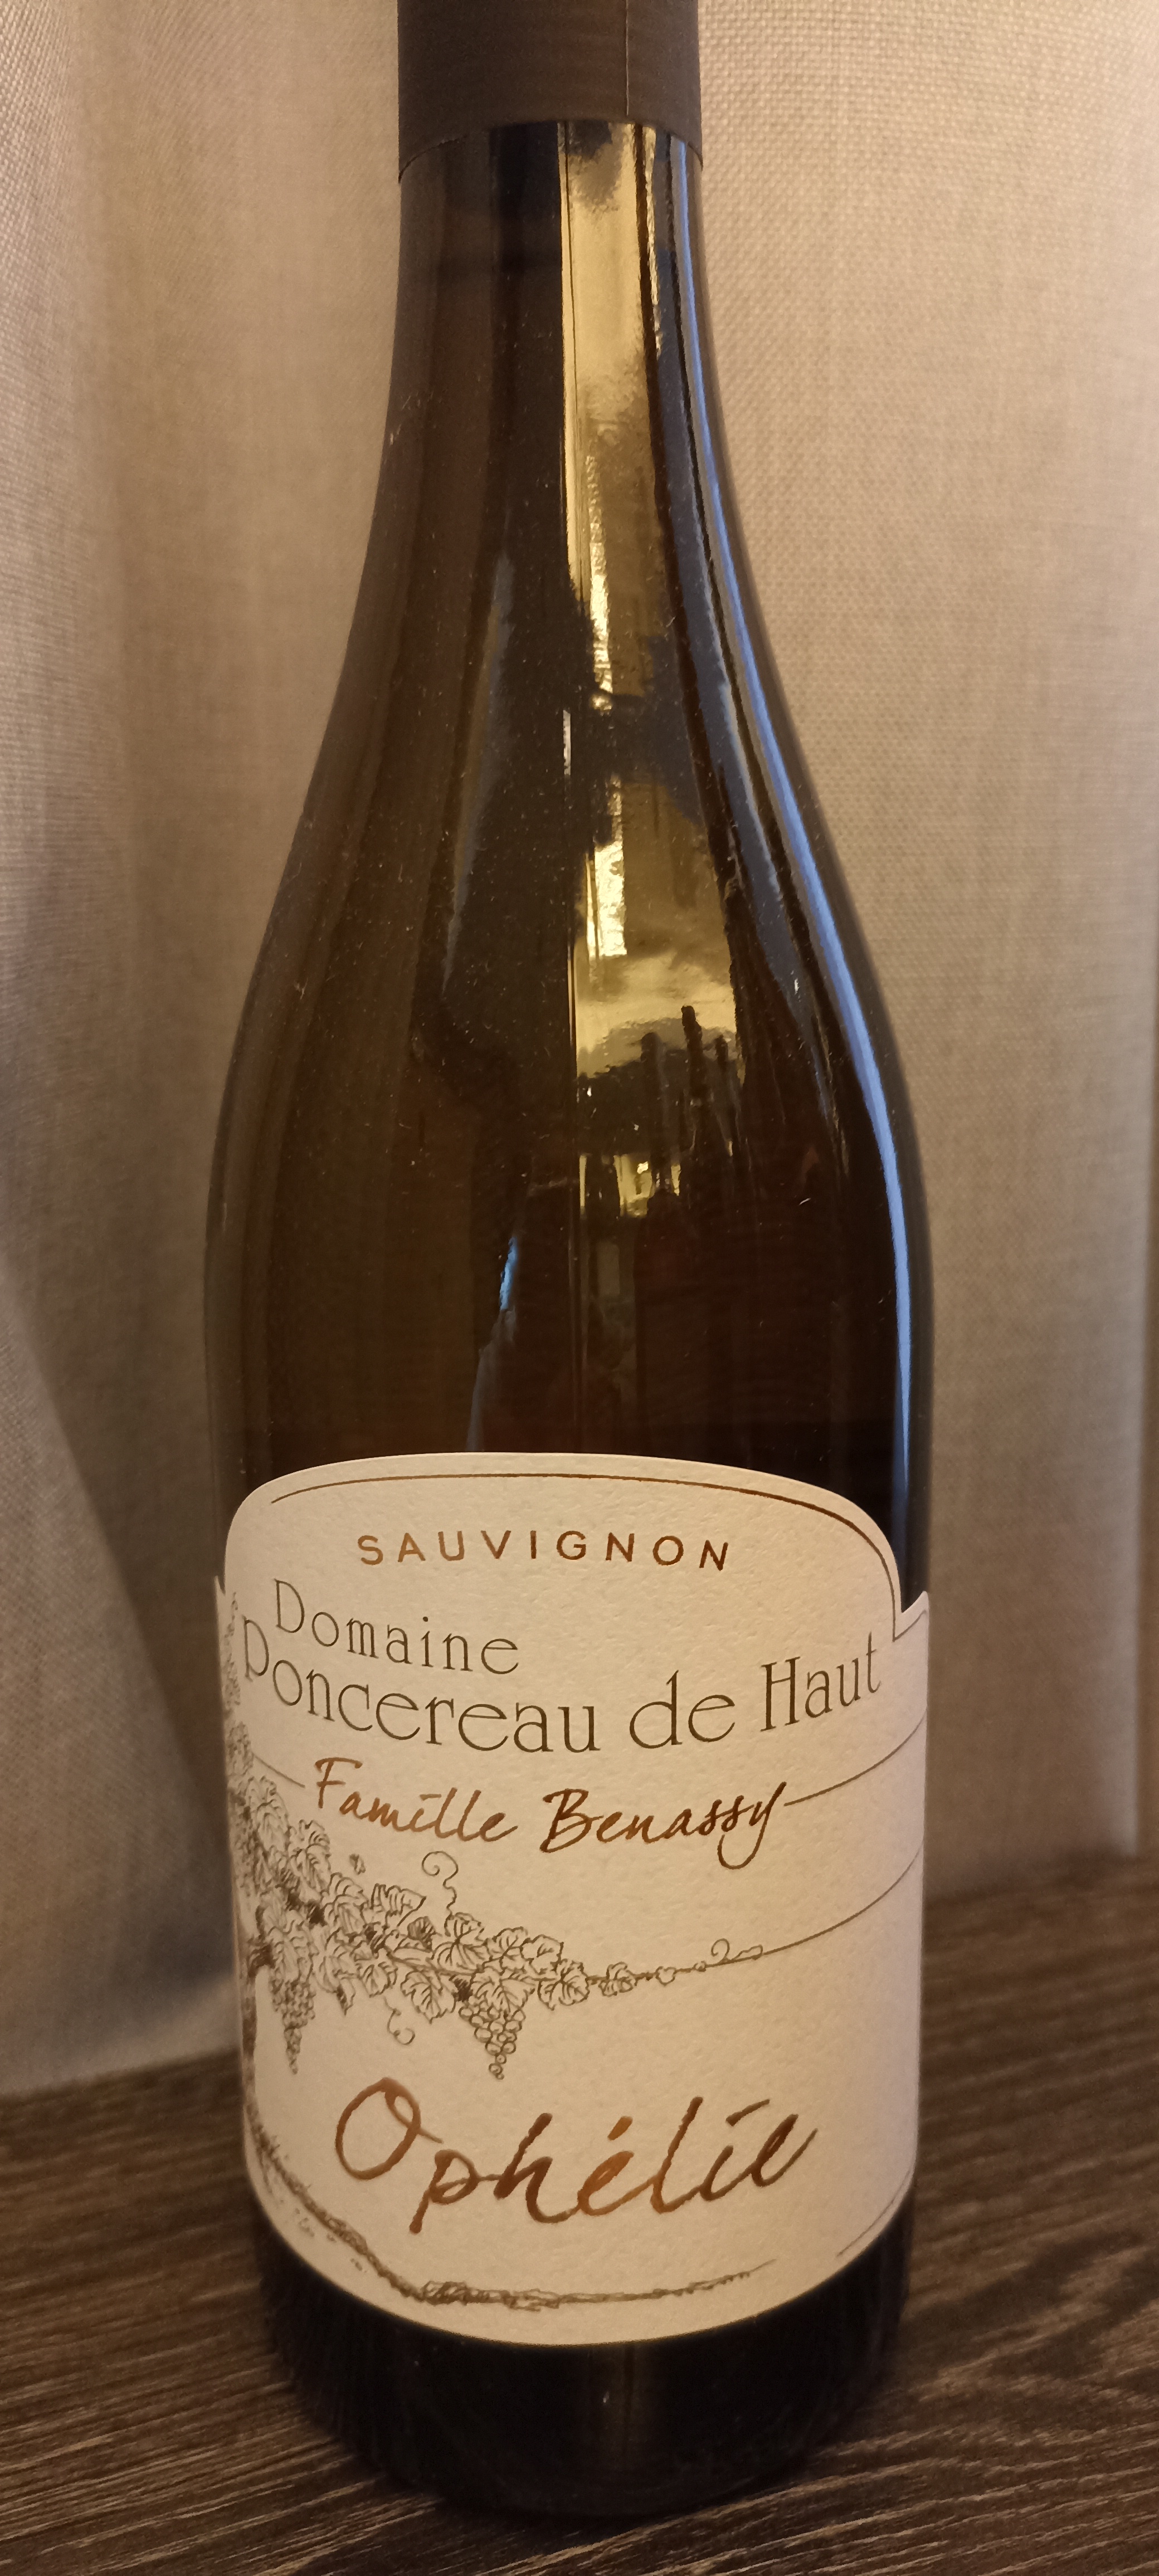 SAUVIGNON
Domaine
Poncereau de Haut
Famille Benassy
Ophélie